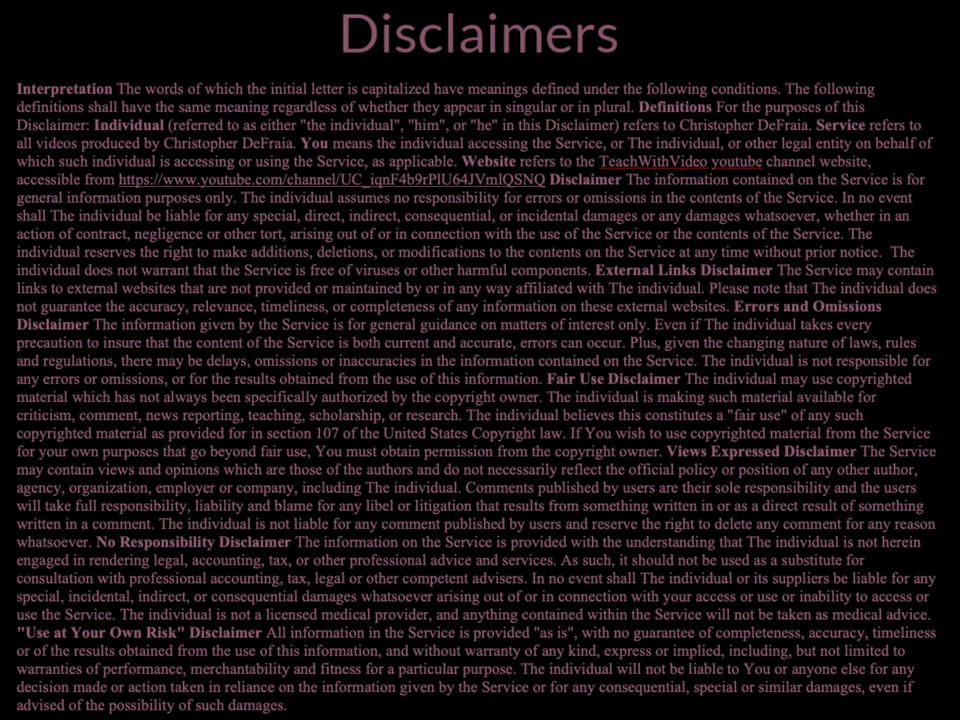 Disclaimers
Interpretation The words of which the initial letter is capitalized have meanings defined under the following conditions. The following
definitions shall have the same meaning regardless of whether they appear in singular or in plural. Definitions For the purposes of this
Disclaimer: Individual (referred to as either "the individual", "him", or "he" in this Disclaimer) refers to Christopher DeFraia. Service refers to
all videos produced by Christopher DeFraia. You means the individual accessing the Service, or The individual, or other legal entity on behalf of
which such individual is accessing or using the Service, as applicable. Website refers to the TeachWithVideo youtube channel website,
accessible from https://www.youtube.com/channel/UC_iqnF4b9rPlU64JVmlQSNQ Disclaimer The information contained on the Service is for
general information purposes only. The individual assumes no responsibility for errors or omissions in the contents of the Service. In no event
shall The individual be liable for any special, direct, indirect, consequential, or incidental damages or any damages whatsoever, whether in an
action of contract, negligence or other tort, arising out of or in connection with the use of the Service or the contents of the Service. The
individual reserves the right to make additions, deletions, or modifications to the contents on the Service at any time without prior notice. The
individual does not warrant that the Service is free of viruses or other harmful components. External Links Disclaimer The Service may contain
links to external websites that are not provided or maintained by or in any way affiliated with The individual. Please note that The individual does
not guarantee the accuracy, relevance, timeliness, or completeness of any information on these external websites. Errors and Omissions
Disclaimer The information given by the Service is for general guidance on matters of interest only. Even if The individual takes every
precaution to insure that the content of the Service is both current and accurate, errors can occur. Plus, given the changing nature of laws, rules
and regulations, there may be delays, omissions or inaccuracies in the information contained on the Service. The individual is not responsible for
any errors or omissions, or for the results obtained from the use of this information. Fair Use Disclaimer The individual may use copyrighted
material which has not always been specifically authorized by the copyright owner. The individual is making such material available for
criticism, comment, news reporting, teaching, scholarship, or research. The individual believes this constitutes a "fair use" of any such
copyrighted material as provided for in section 107 of the United States Copyright law. If You wish to use copyrighted material from the Service
for your own purposes that go beyond fair use, You must obtain permission from the copyright owner. Views Expressed Disclaimer The Service
may contain views and opinions which are those of the authors and do not necessarily reflect the official policy or position of any other author,
agency, organization, employer or company, including The individual. Comments published by users are their sole responsibility and the users
will take full responsibility, liability and blame for any libel or litigation that results from something written in or as a direct result of something
written in a comment. The individual is not liable for any comment published by users and reserve the right to delete any comment for any reason
whatsoever. No Responsibility Disclaimer The information on the Service is provided with the understanding that The individual is not herein
engaged in rendering legal, accounting, tax, or other professional advice and services. As such, it should not be used as a substitute for
consultation with professional accounting, tax, legal or other competent advisers. In no event shall The individual or its suppliers be liable for any
special, incidental, indirect, or consequential damages whatsoever arising out of or in connection with your access or use or inability to access or
use the Service. The individual is not a licensed medical provider, and anything contained within the Service will not be taken as medical advice.
"Use at Your Own Risk" Disclaimer All information in the Service is provided "as is", with no guarantee of completeness, accuracy, timeliness
or of the results obtained from the use of this information, and without warranty of any kind, express or implied, including, but not limited to
warranties of performance, merchantability and fitness for a particular purpose. The individual will not be liable to You or anyone else for any
decision made or action taken in reliance on the information given by the Service or for any consequential, special or similar damages, even if
advised of the possibility of such damages.